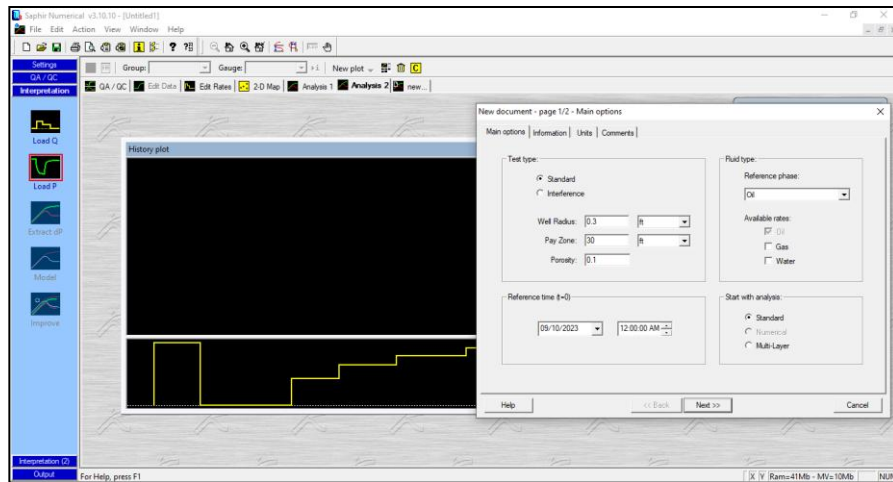 Saphir Numerical v3.10.10 - [Untitled1]
File Edit Action View Window Help
Settings
QA / QC
Interpretation
Load Q
Load P
Extract dP
Model
Improve
Interpretation (2)
Output
Group:
Gauge:
New plot
QA / QC
Edit Data
Edit Rates
2-D Map
Analysis 1
Analysis 2
new...
History plot
New document - page 1/2 - Main options
Main options
Information
Units
Comments
Test type:
Standard
Interference
Well Radius: 0.3 ft
Pay Zone: 30 ft
Porosity: 0.1
Fluid type:
Reference phase:
Oil
Available rates:
Oil
Gas
Water
Reference time (t=0)
09/10/2023 12:00:00 AM
Start with analysis:
Standard
Numerical
Multi-Layer
Help
<< Back
Next >>
Cancel
For Help, press F1
X Y Ram=41Mb - MV=10Mb NUM